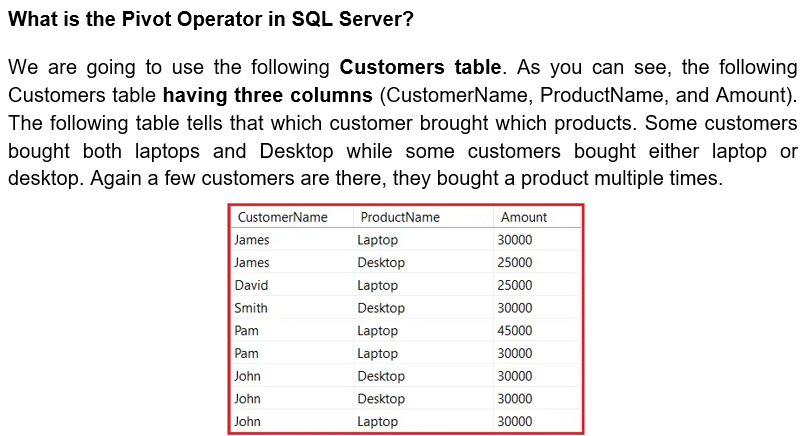 What is the Pivot Operator in SQL Server?
We are going to use the following Customers table. As you can see, the following
Customers table having three columns (CustomerName, ProductName, and Amount).
The following table tells that which customer brought which products. Some customers
bought both laptops and Desktop while some customers bought either laptop or
desktop. Again a few customers are there, they bought a product multiple times.
CustomerName ProductName Amount
James Laptop 30000
James Desktop 25000
David Laptop 25000
Smith Desktop 30000
Pam Laptop 45000
Pam Laptop 30000
John Desktop 30000
John Desktop 30000
John Laptop 30000